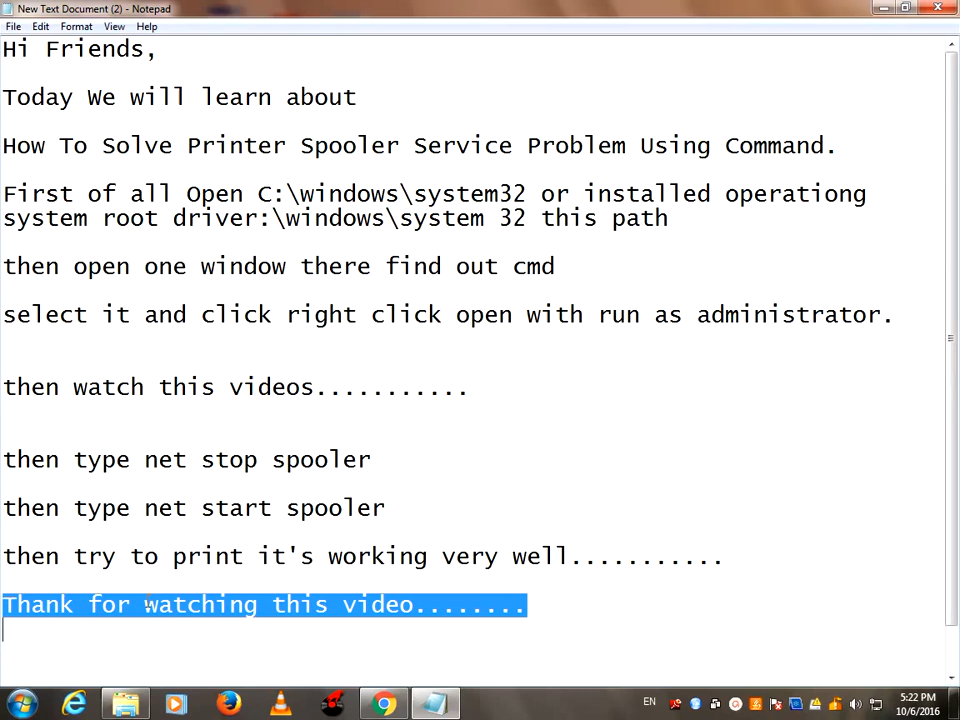 New Text Document (2) - Notepad
File Edit Format View Help
Hi Friends,
Today We will learn about
How To Solve Printer Spooler Service Problem Using Command.
First of all Open C:\windows\system32 or installed operationg
system root driver:\windows\system 32 this path
then open one window there find out cmd
select it and click right click open with run as administrator.
then watch this videos...........
then type net stop spooler
then type net start spooler
then try to print it's working very well...........
Thank for watching this video........
EN
5:22 PM
10/6/2016